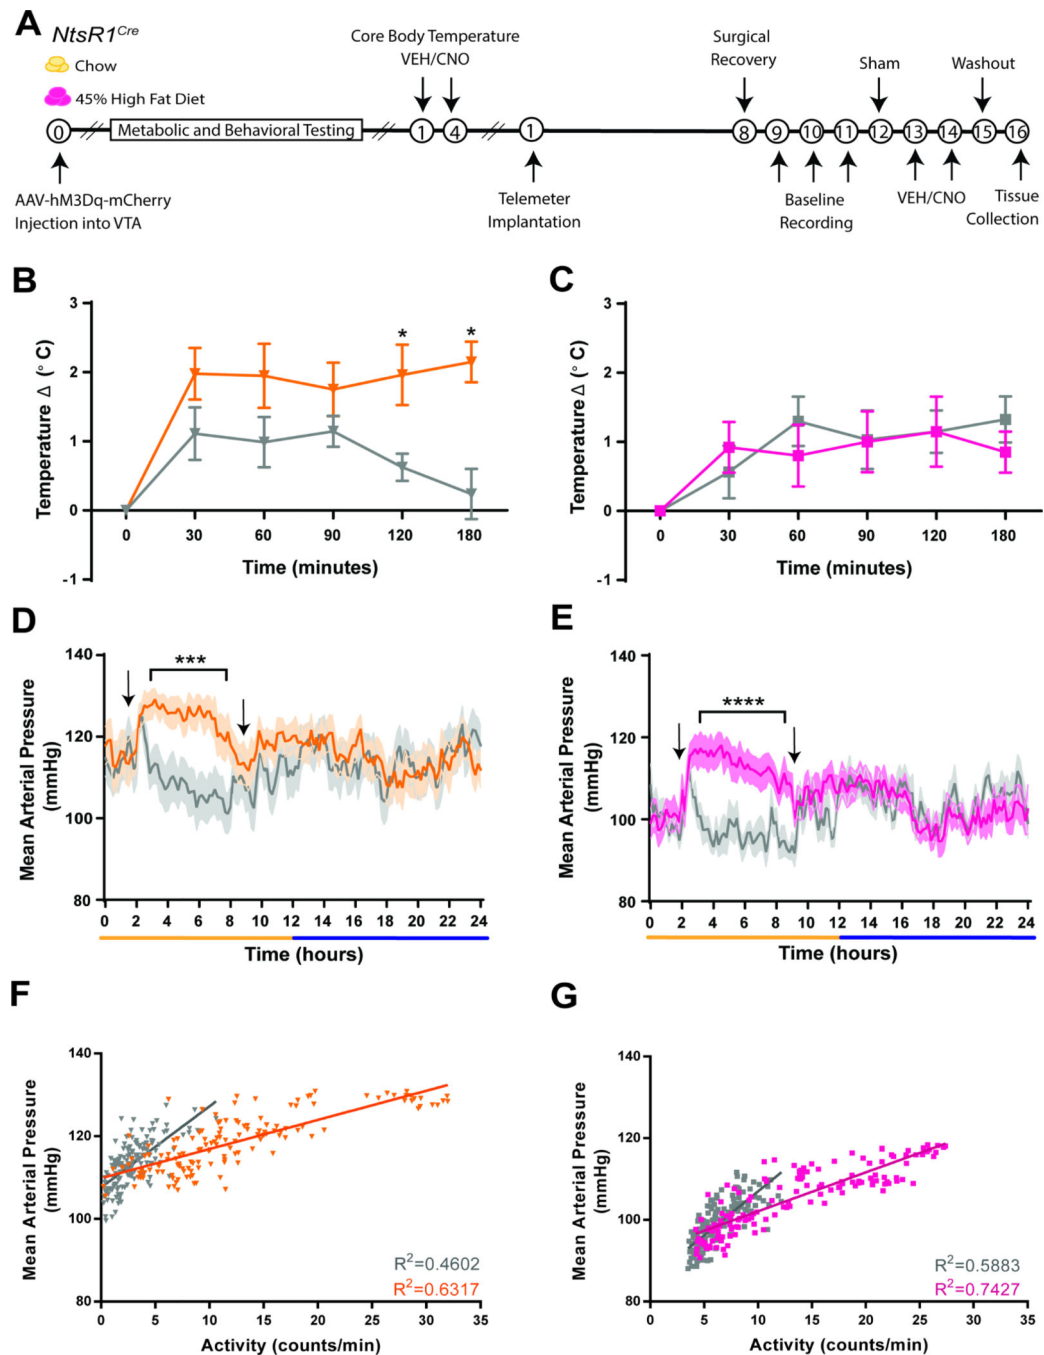 A
NtsR1^Cre
Chow
45% High Fat Diet
Core Body Temperature
VEH/CNO
Surgical
Recovery
Sham
Washout
0
Metabolic and Behavioral Testing
1
4
1
8
9
10
11
12
13
14
15
16
AAV-hM3Dq-mCherry
Injection into VTA
Telemeter
Implantation
Baseline
Recording
VEH/CNO
Tissue
Collection
B
Temperature Δ (° C)
3
2
1
0
-1
*
*
0 30 60 90 120 180
Time (minutes)
C
Temperature Δ (° C)
3
2
1
0
-1
0 30 60 90 120 180
Time (minutes)
D
Mean Arterial Pressure
(mmHg)
140
120
100
80
***
0 2 4 6 8 10 12 14 16 18 20 22 24
Time (hours)
E
Mean Arterial Pressure
(mmHg)
140
120
100
80
****
0 2 4 6 8 10 12 14 16 18 20 22 24
Time (hours)
F
Mean Arterial Pressure
(mmHg)
140
120
100
80
R²=0.4602
R²=0.6317
0 5 10 15 20 25 30 35
Activity (counts/min)
G
Mean Arterial Pressure
(mmHg)
140
120
100
80
R²=0.5883
R²=0.7427
0 5 10 15 20 25 30 35
Activity (counts/min)